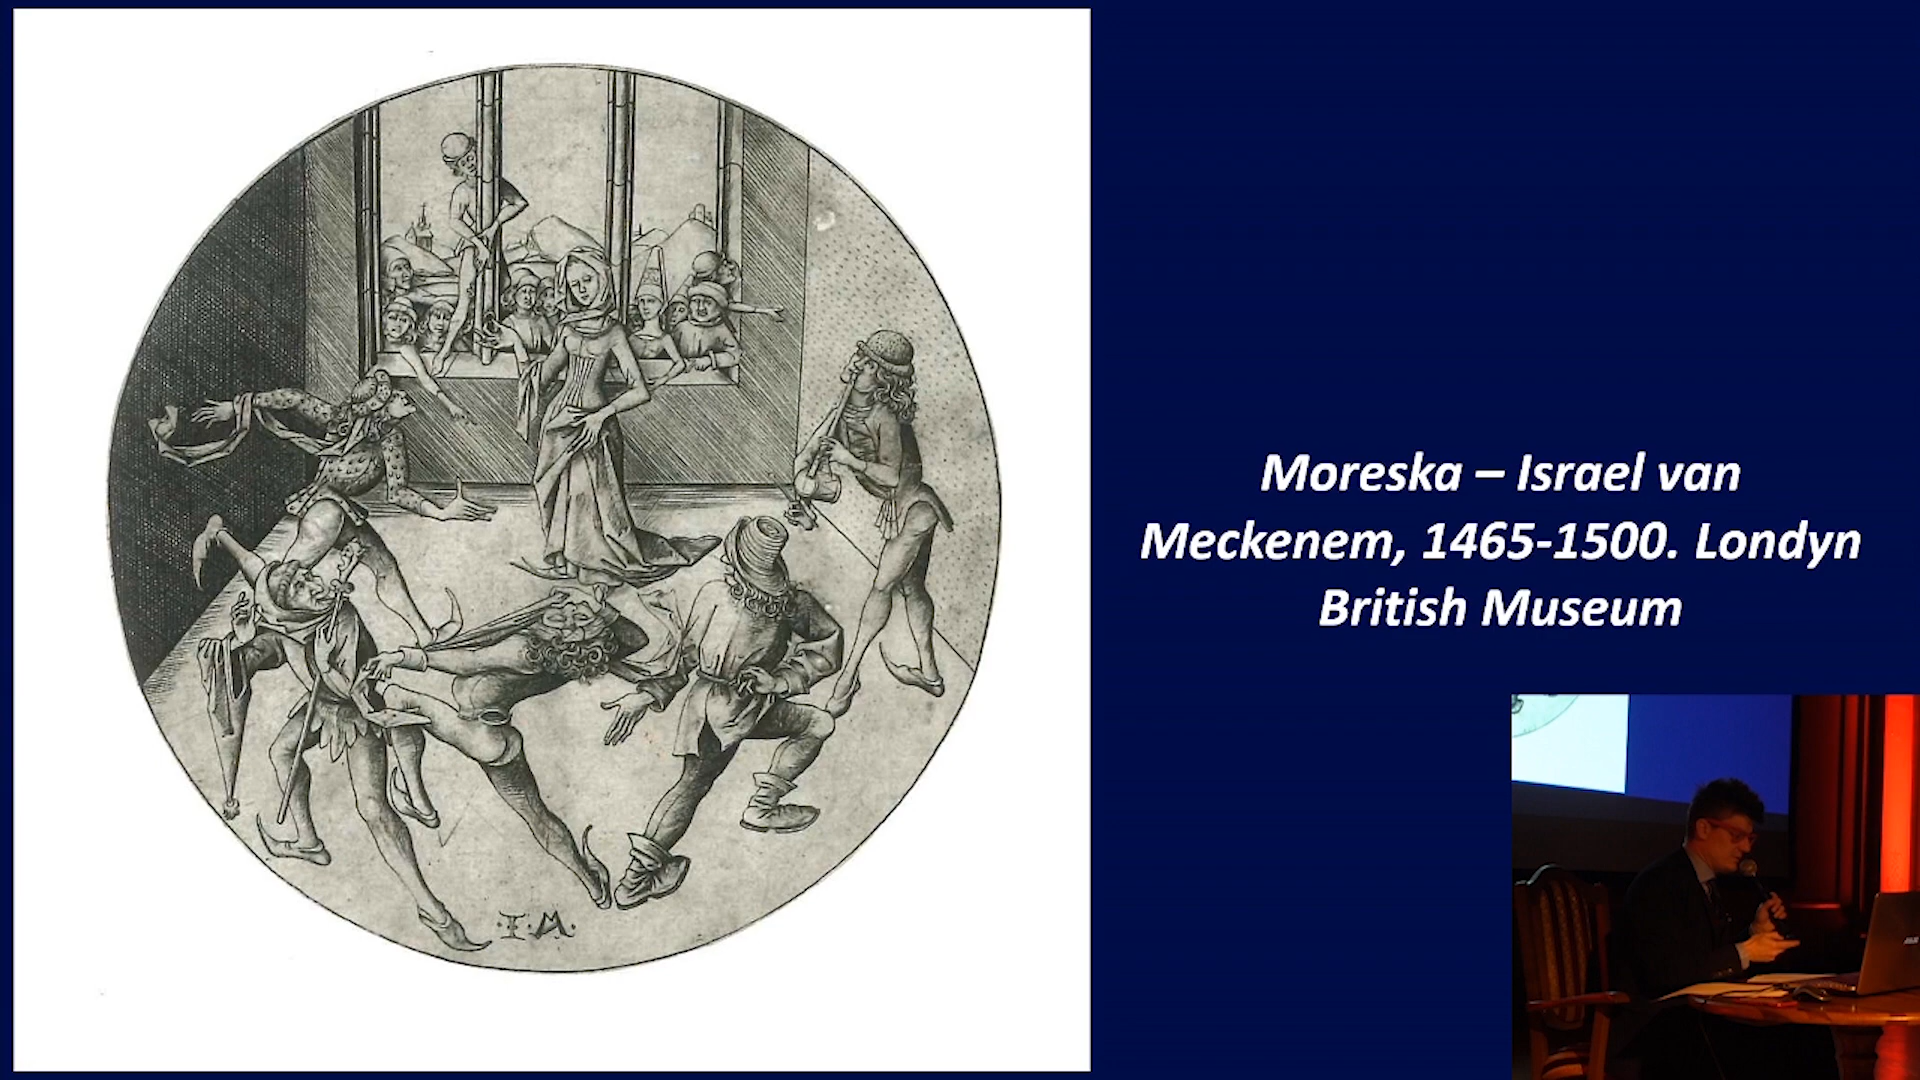 Moreska – Israel van
Meckenem, 1465-1500. Londyn
British Museum
·I·M·